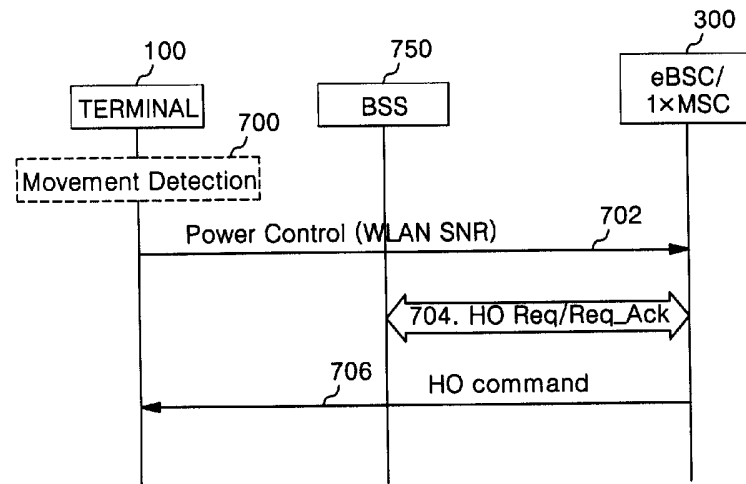 100
750
300
TERMINAL
BSS
eBSC/
1×MSC
700
Movement Detection
Power Control (WLAN SNR)
702
704. HO Req/Req_Ack
706
HO command